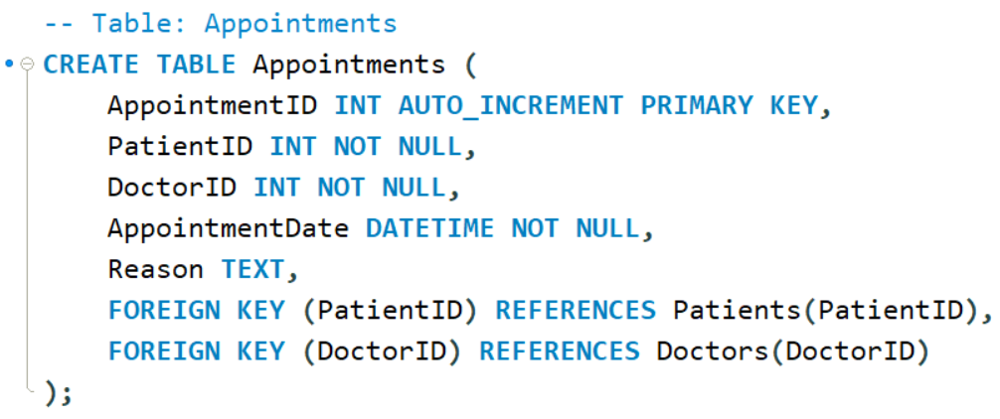 -- Table: Appointments
CREATE TABLE Appointments (
    AppointmentID INT AUTO_INCREMENT PRIMARY KEY,
    PatientID INT NOT NULL,
    DoctorID INT NOT NULL,
    AppointmentDate DATETIME NOT NULL,
    Reason TEXT,
    FOREIGN KEY (PatientID) REFERENCES Patients(PatientID),
    FOREIGN KEY (DoctorID) REFERENCES Doctors(DoctorID)
);